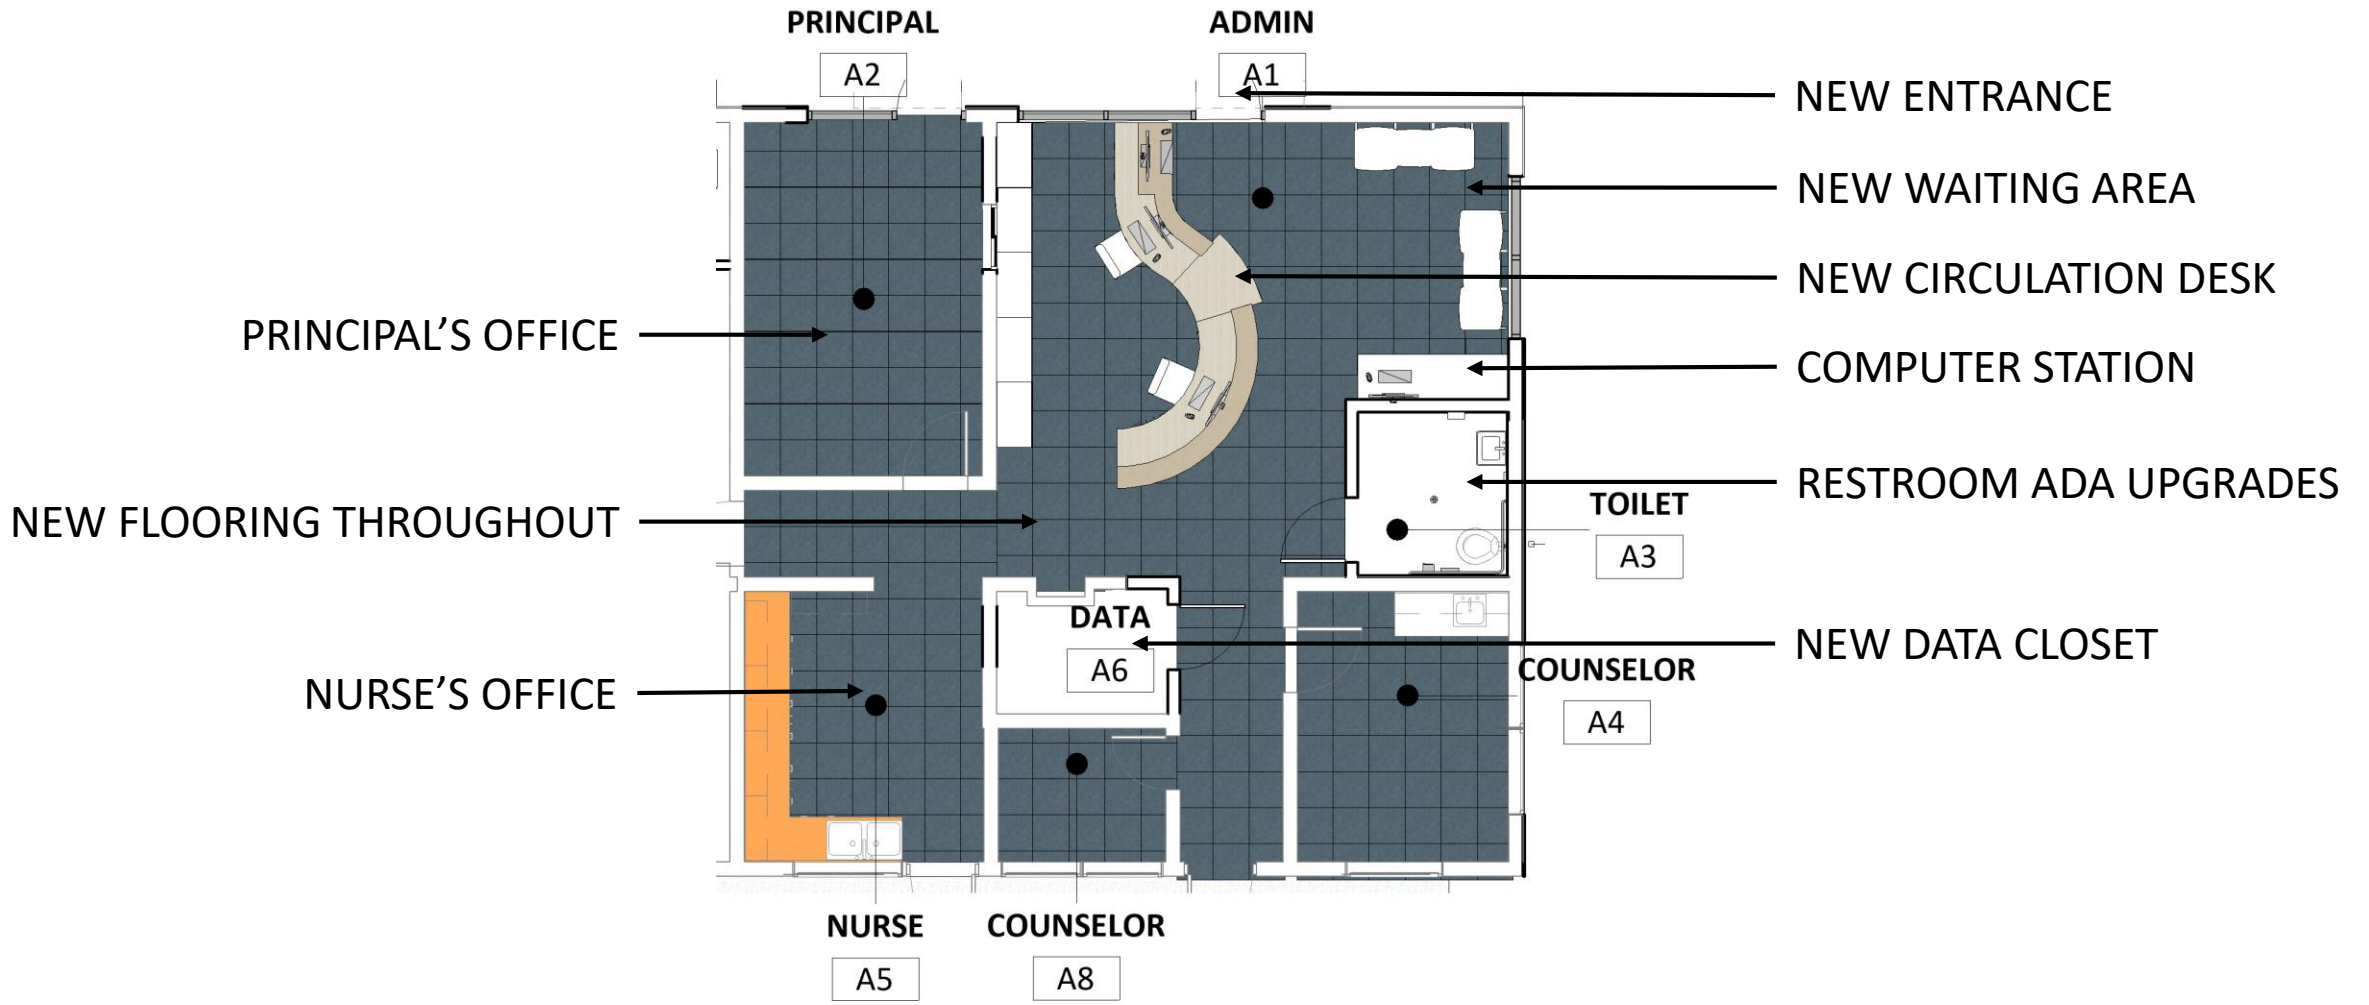 PRINCIPAL
A2
ADMIN
A1
NEW ENTRANCE
NEW WAITING AREA
NEW CIRCULATION DESK
PRINCIPAL’S OFFICE
COMPUTER STATION
RESTROOM ADA UPGRADES
TOILET
A3
NEW FLOORING THROUGHOUT
DATA
A6
NEW DATA CLOSET
COUNSELOR
A4
NURSE’S OFFICE
NURSE
A5
COUNSELOR
A8